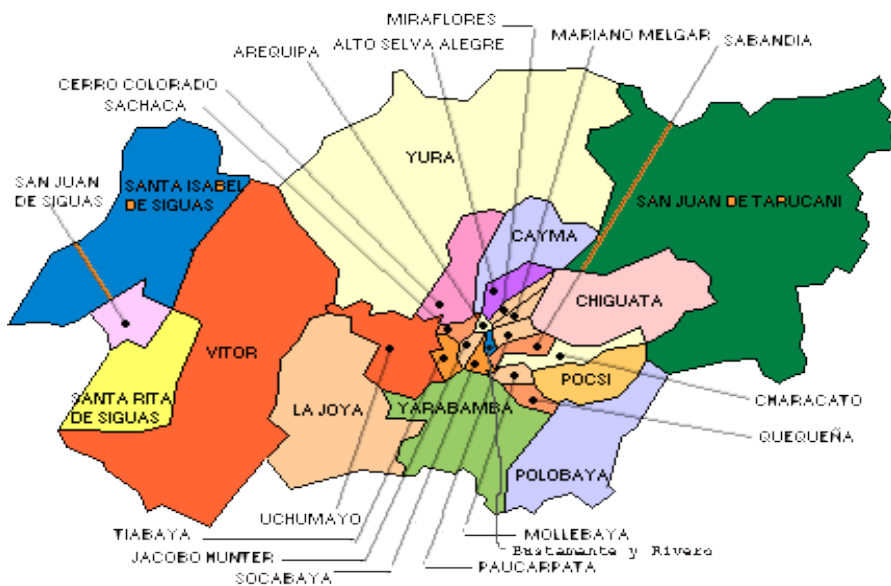 MIRAFLORES
AREQUIPA
ALTO SELVA ALEGRE
MARIANO MELGAR
SABANDIA
CERRO COLORADO
SACHACA
YURA
SAN JUAN
DE SIGUAS
SANTA ISABEL
DE SIGUAS
SAN JUAN DE TARUCANI
CAYMA
CHIGUATA
VITOR
POCSI
SANTA RITA
DE SIGUAS
LA JOYA
YARABAMBA
CHARACATO
QUEQUEÑA
POLOBAYA
UCHUMAYO
TIABAYA
MOLLEBAYA
JACOBO HUNTER
Bustamante y Rivero
PAUCARPATA
SOCABAYA